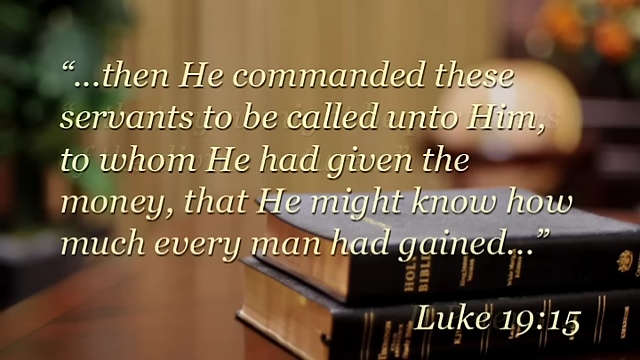 “...then He commanded these
servants to be called unto Him,
to whom He had given the
money, that He might know how
much every man had gained...”
HOLY
BIBLE
Luke 19:15